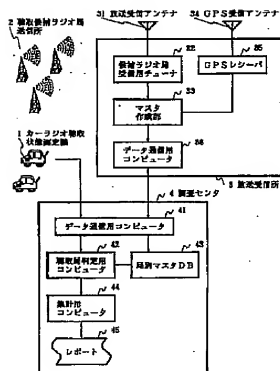 31 放送受信アンテナ
34 GPS受信アンテナ
2 聴取候補ラジオ局
送信所
32
35
候補ラジオ局
受信用チューナ
GPSレシーバ
33
マスタ
作成部
1 カーラジオ聴取
状態測定機
36
データ通信用
コンピュータ
3 放送受信所
4 調査センタ
41
データ通信用コンピュータ
42
43
聴取局判定用
コンピュータ
局別マスタDB
44
集計用
コンピュータ
45
レポート